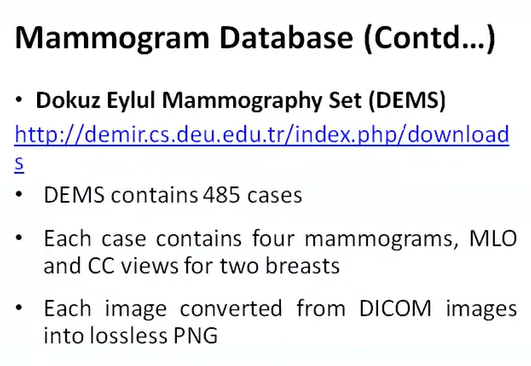 Mammogram Database (Contd…)
• Dokuz Eylul Mammography Set (DEMS)
http://demir.cs.deu.edu.tr/index.php/download
s
• DEMS contains 485 cases
• Each case contains four mammograms, MLO
and CC views for two breasts
• Each image converted from DICOM images
into lossless PNG